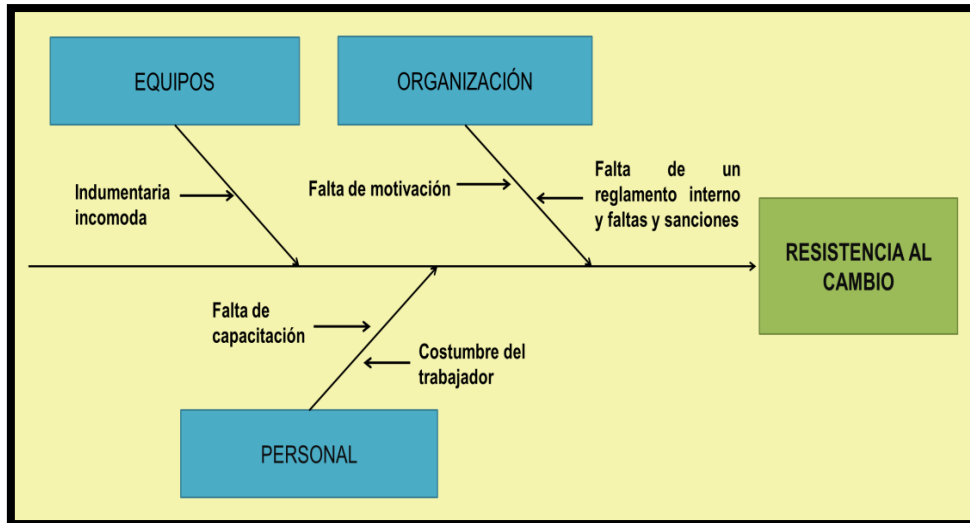 EQUIPOS
ORGANIZACIÓN
Indumentaria
incomoda
Falta de motivación
Falta de un
reglamento interno
y faltas y sanciones
RESISTENCIA AL
CAMBIO
Falta de
capacitación
Costumbre del
trabajador
PERSONAL